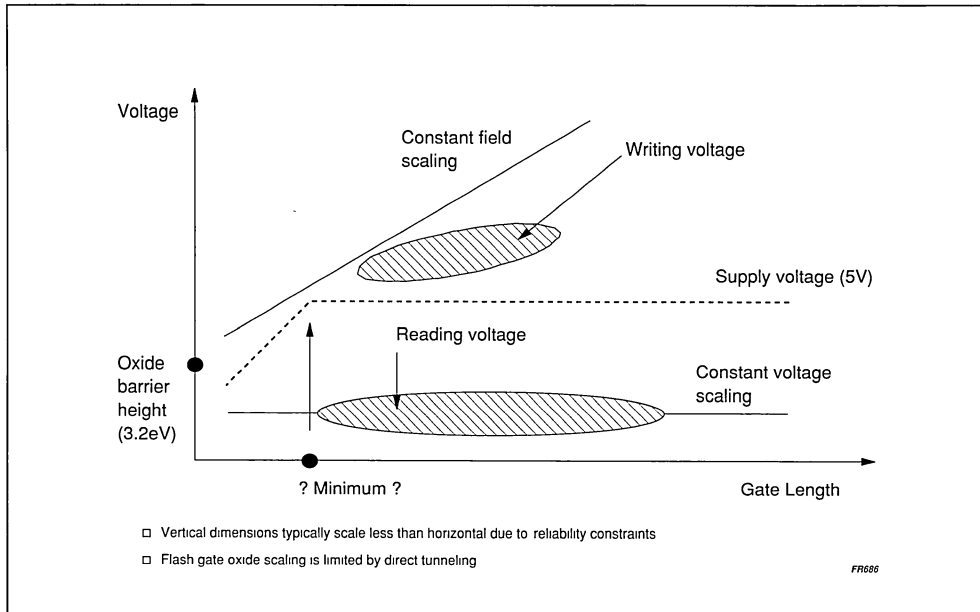 Voltage
Constant field
scaling
Writing voltage
Supply voltage (5V)
Reading voltage
Oxide
barrier
height
(3.2eV)
Constant voltage
scaling
? Minimum ?
Gate Length
Vertical dimensions typically scale less than horizontal due to reliability constraints
Flash gate oxide scaling is limited by direct tunneling
FR686